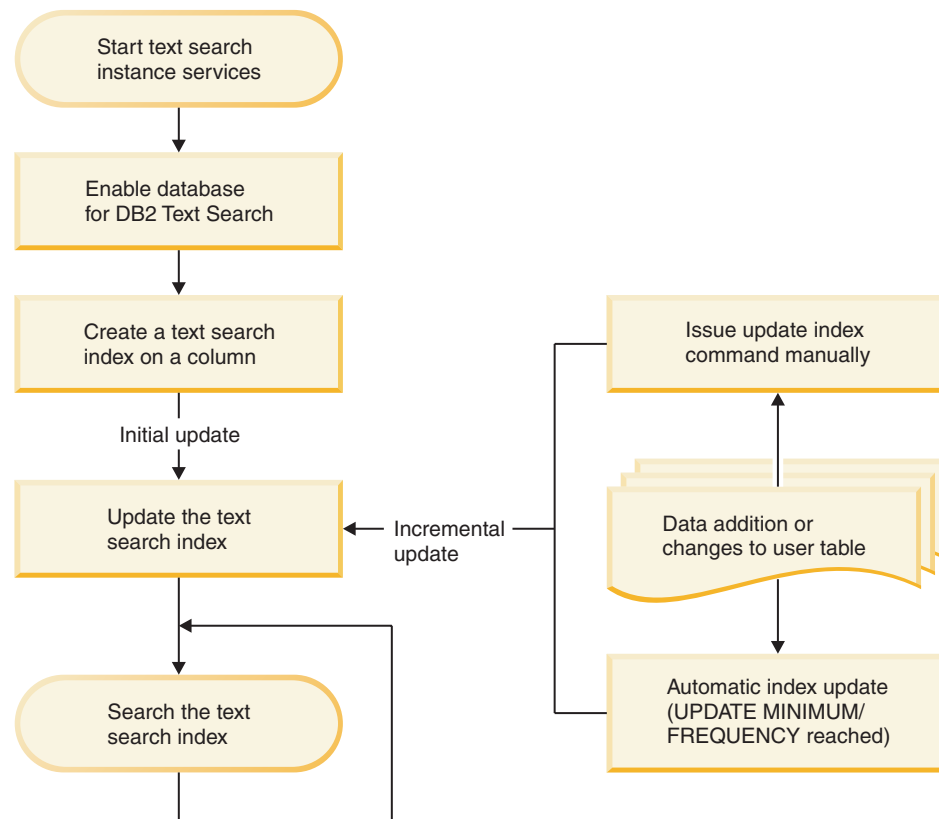 Start text search
instance services
Enable database
for DB2 Text Search
Create a text search
index on a column
Initial update
Update the text
search index
Search the text
search index
Incremental
update
Issue update index
command manually
Data addition or
changes to user table
Automatic index update
(UPDATE MINIMUM/
FREQUENCY reached)